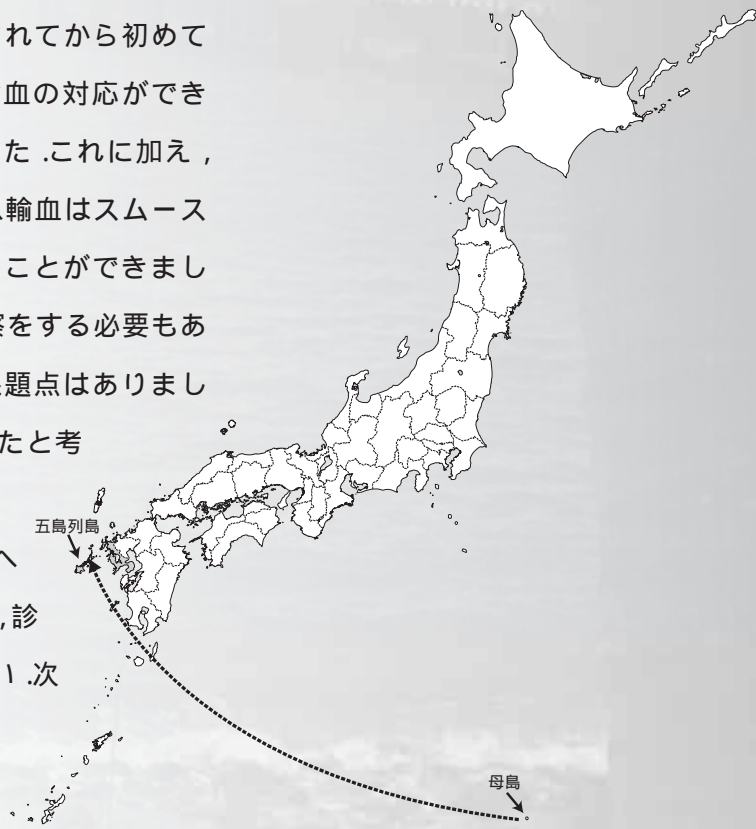 れてから初めて
血の対応ができ
た .これに加え ,
輸血はスムース
ことができまし
をする必要もあ
題点はありまし
たと考
五島列島
へ
,診
.次
母島